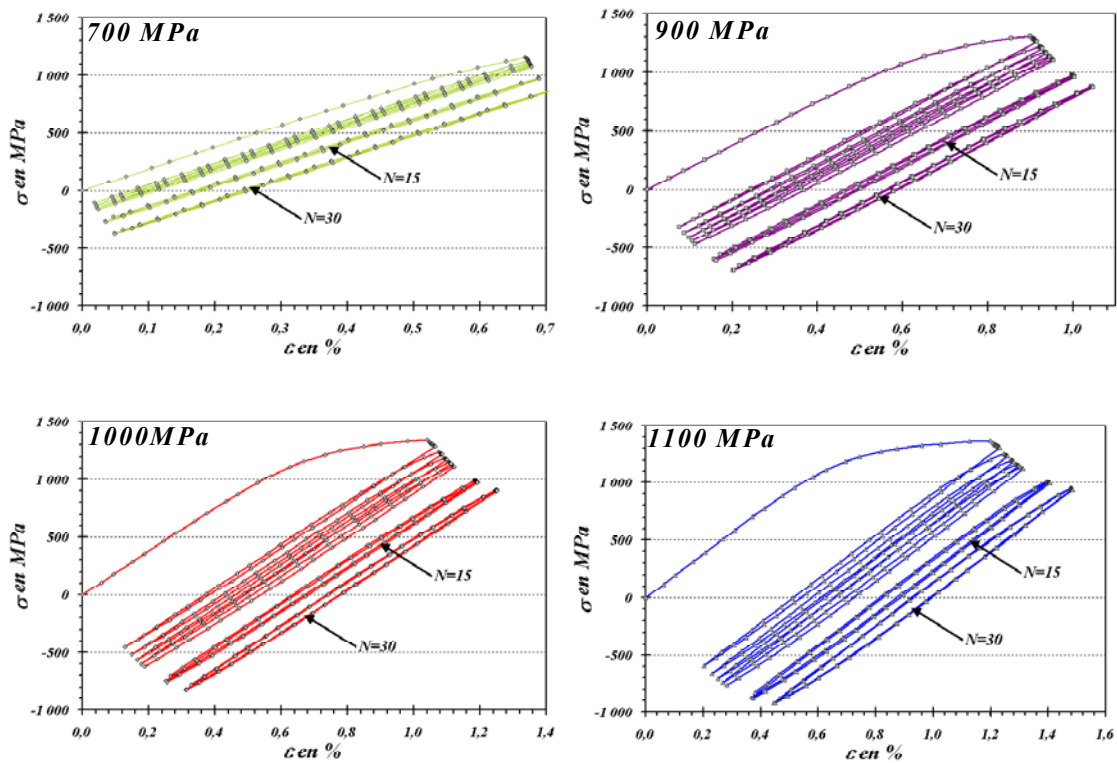 700 MPa
1 500
1 000
500
0
-500
-1 000
σ en MPa
N=15
N=30
0,0 0,1 0,2 0,3 0,4 0,5 0,6 0,7
ε en %
900 MPa
1 500
1 000
500
0
-500
-1 000
σ en MPa
N=15
N=30
0,0 0,2 0,4 0,6 0,8 1,0
ε en %
1000MPa
1 500
1 000
500
0
-500
-1 000
σ en MPa
N=15
N=30
0,0 0,2 0,4 0,6 0,8 1,0 1,2 1,4
ε en %
1100 MPa
1 500
1 000
500
0
-500
-1 000
σ en MPa
N=15
N=30
0,0 0,2 0,4 0,6 0,8 1,0 1,2 1,4 1,6
ε en %